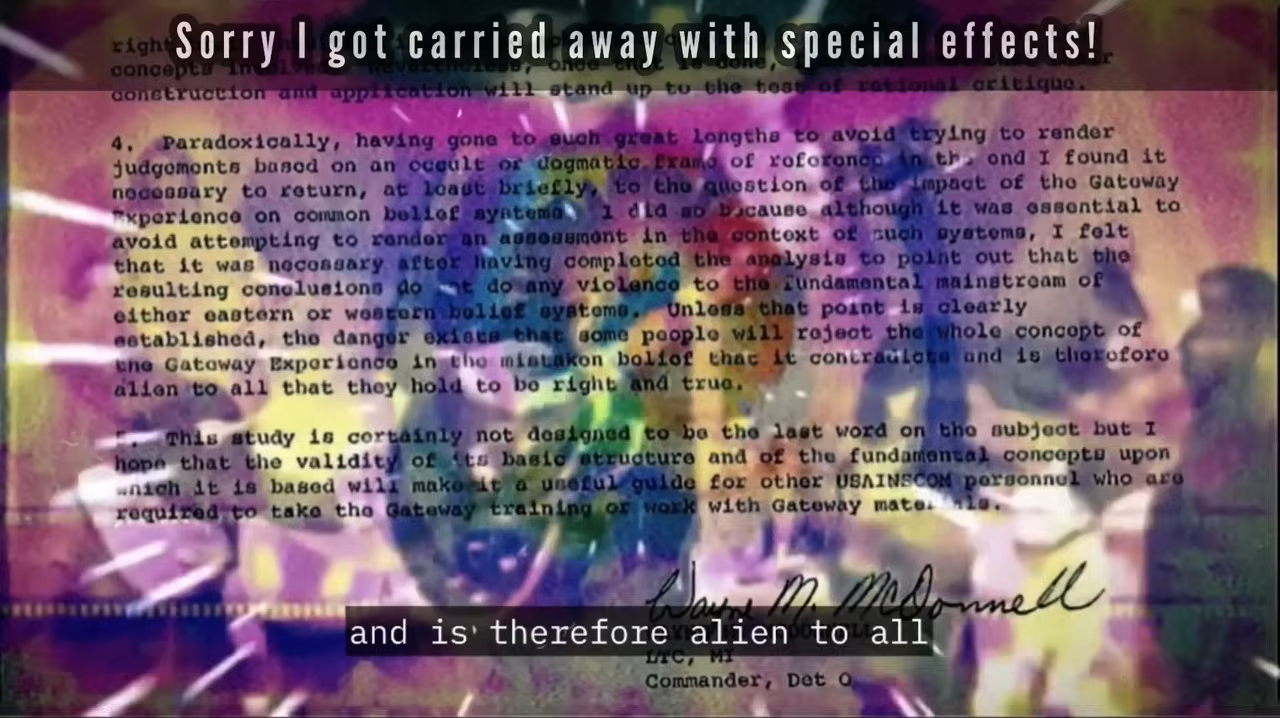 Sorry I got carried away with special effects!
right
concepts involved. Nevertheless, once that is done,
construction and application will stand up to the test of rational critique.
4. Paradoxically, having gone to such great lengths to avoid trying to render
judgements based on an occult or dogmatic frame of reference in the end I found it
necessary to return, at least briefly, to the question of the impact of the Gateway
Experience on common belief systems. I did so because although it was essential to
avoid attempting to render an assessment in the context of such systems, I felt
that it was necessary after having completed the analysis to point out that the
resulting conclusions do not do any violence to the fundamental mainstream of
either eastern or western belief systems. Unless that point is clearly
established, the danger exists that some people will reject the whole concept of
the Gateway Experience in the mistaken belief that it contradicts and is therefore
alien to all that they hold to be right and true.
5. This study is certainly not designed to be the last word on the subject but I
hope that the validity of its basic structure and of the fundamental concepts upon
which it is based will make it a useful guide for other USAINSCOM personnel who are
required to take the Gateway training or work with Gateway materials.
Wayne M. McDonnell
and is therefore alien to all
LTC, MI
Commander, Det O